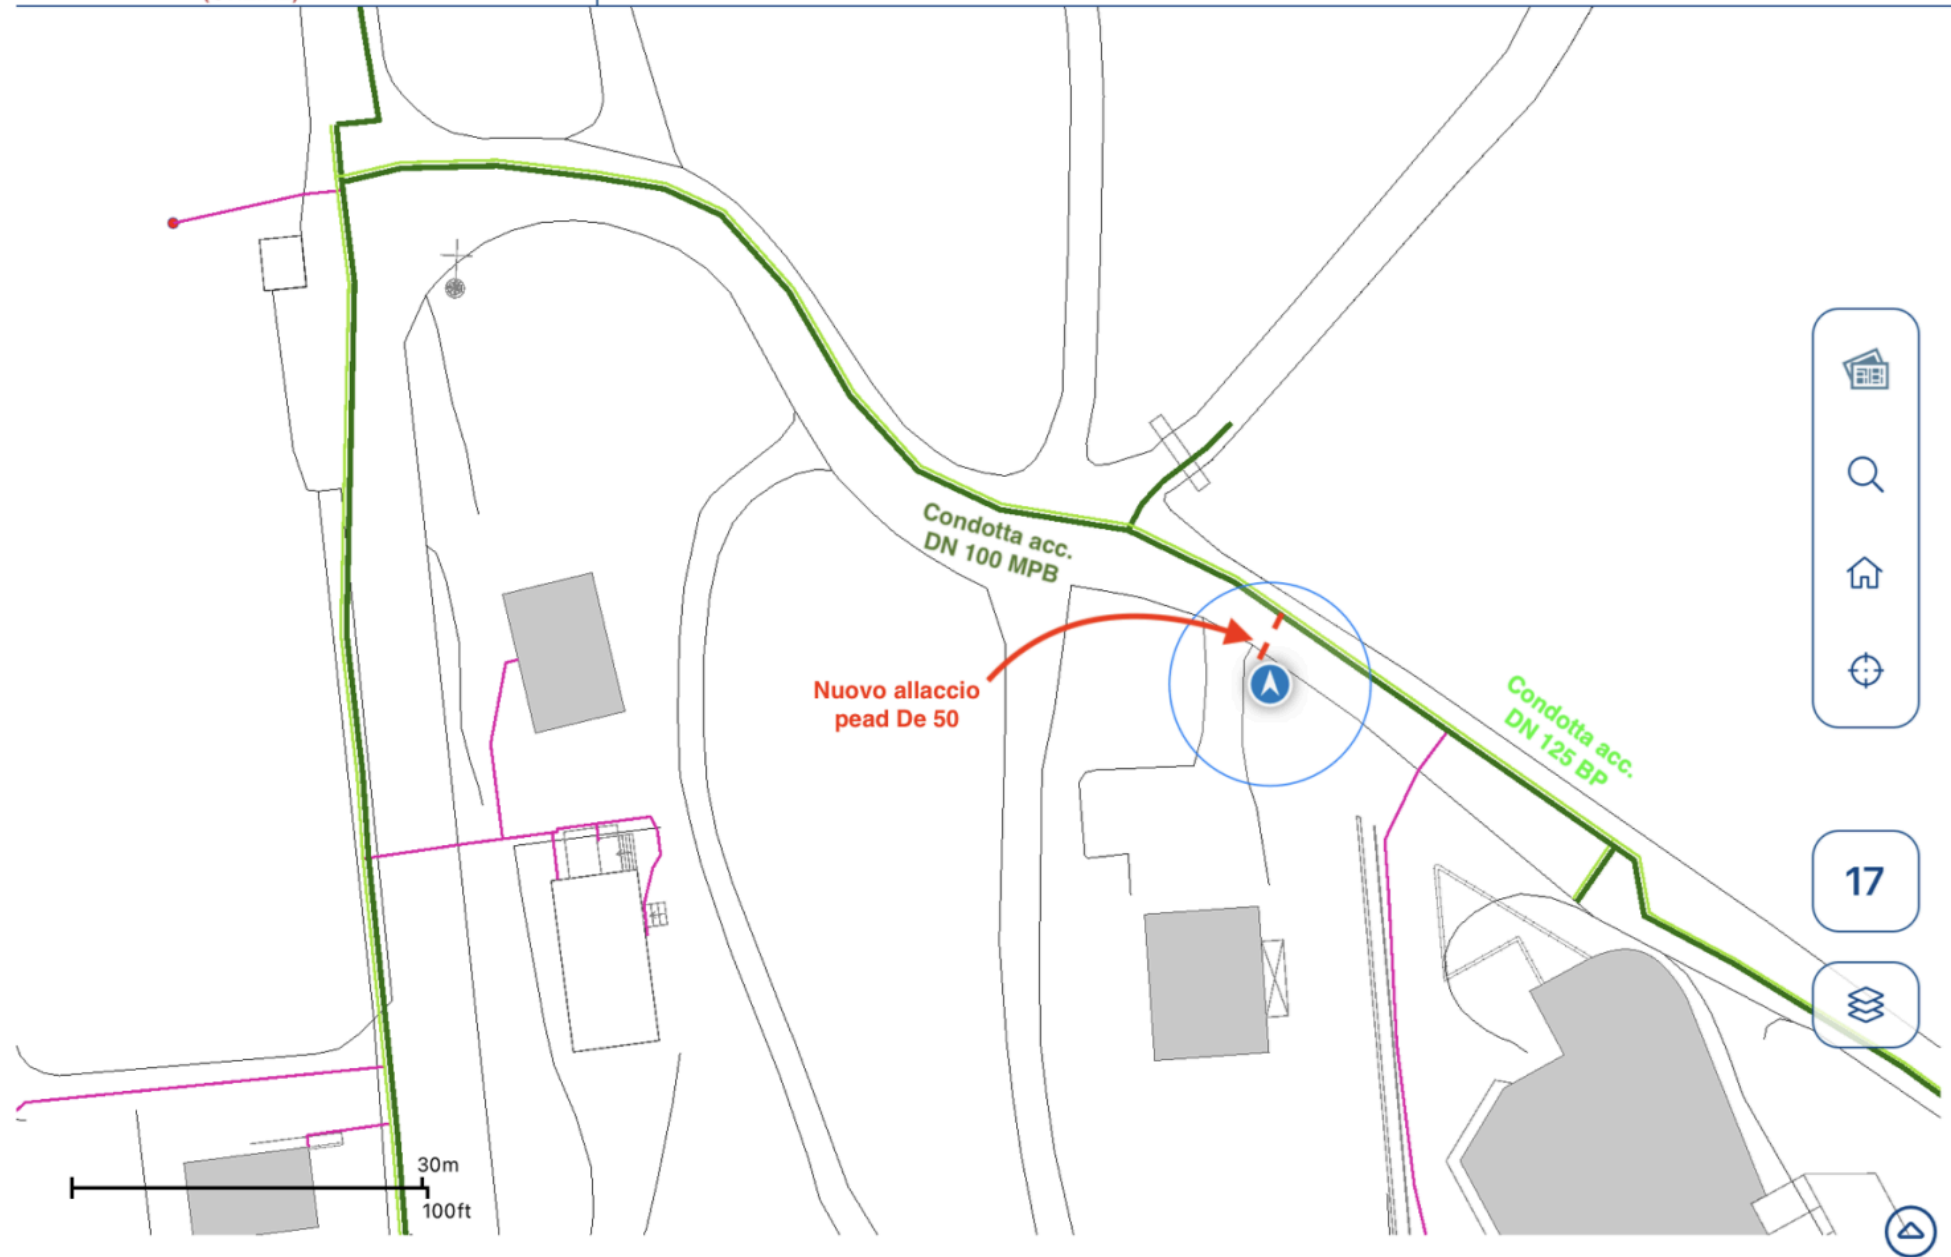 Condotta acc.
DN 100 MPB
Nuovo allaccio
pead De 50
Condotta acc.
DN 125 BP
17
30m
100ft